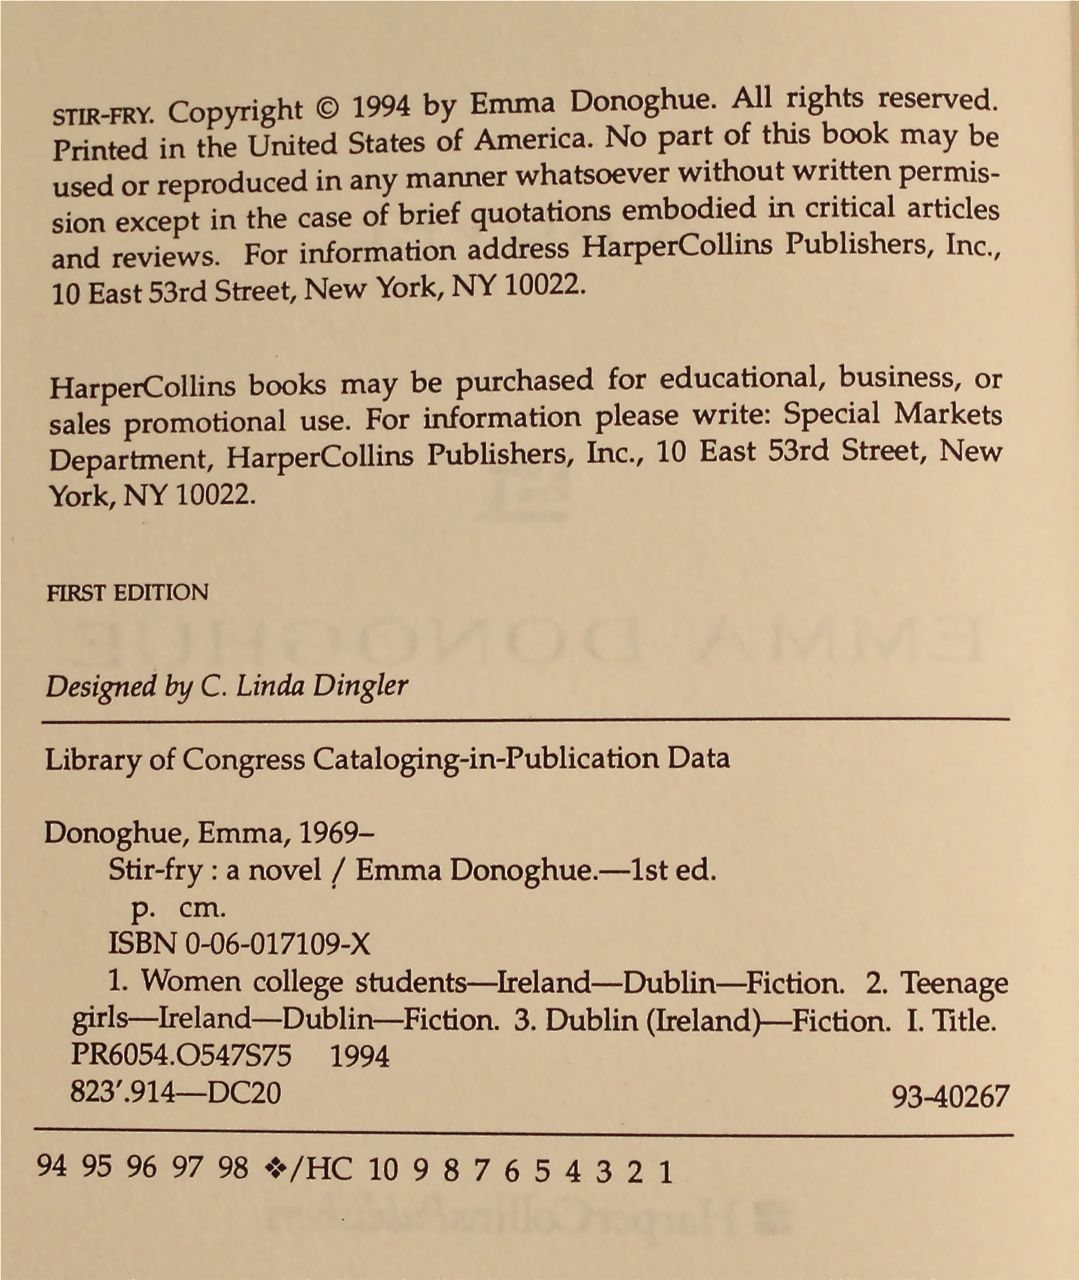 STIR-FRY. Copyright © 1994 by Emma Donoghue. All rights reserved.
Printed in the United States of America. No part of this book may be
used or reproduced in any manner whatsoever without written permis-
sion except in the case of brief quotations embodied in critical articles
and reviews. For information address HarperCollins Publishers, Inc.,
10 East 53rd Street, New York, NY 10022.
HarperCollins books may be purchased for educational, business, or
sales promotional use. For information please write: Special Markets
Department, HarperCollins Publishers, Inc., 10 East 53rd Street, New
York, NY 10022.
FIRST EDITION
EMMA DONOGHUE
Designed by C. Linda Dingler
Library of Congress Cataloging-in-Publication Data
Donoghue, Emma, 1969–
Stir-fry : a novel / Emma Donoghue.—1st ed.
p. cm.
ISBN 0-06-017109-X
1. Women college students—Ireland—Dublin—Fiction. 2. Teenage
girls—Ireland—Dublin—Fiction. 3. Dublin (Ireland)—Fiction. I. Title.
PR6054.O547S75 1994
823'.914—DC20 93-40267
94 95 96 97 98 ❖/HC 10 9 8 7 6 5 4 3 2 1
HarperCollinsPublishers